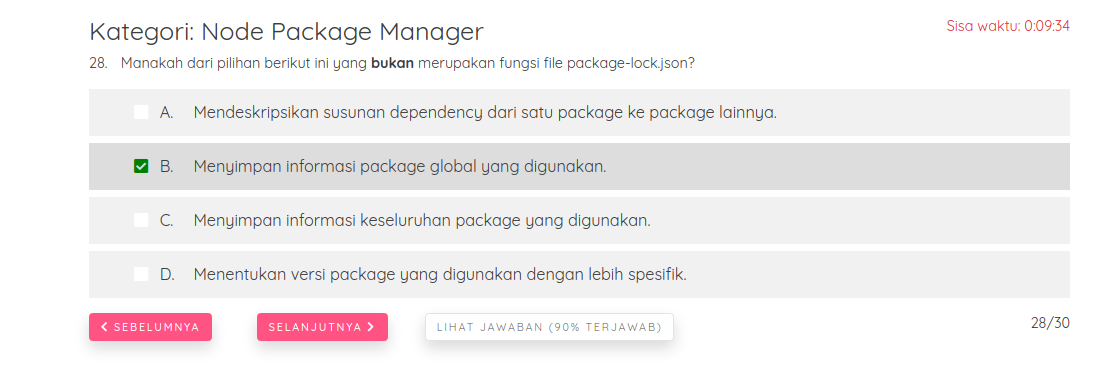 Kategori: Node Package Manager
Sisa waktu: 0:09:34
28. Manakah dari pilihan berikut ini yang bukan merupakan fungsi file package-lock.json?
A. Mendeskripsikan susunan dependency dari satu package ke package lainnya.
B. Menyimpan informasi package global yang digunakan.
C. Menyimpan informasi keseluruhan package yang digunakan.
D. Menentukan versi package yang digunakan dengan lebih spesifik.
SEBELUMNYA SELANJUTNYA LIHAT JAWABAN (90% TERJAWAB) 28/30